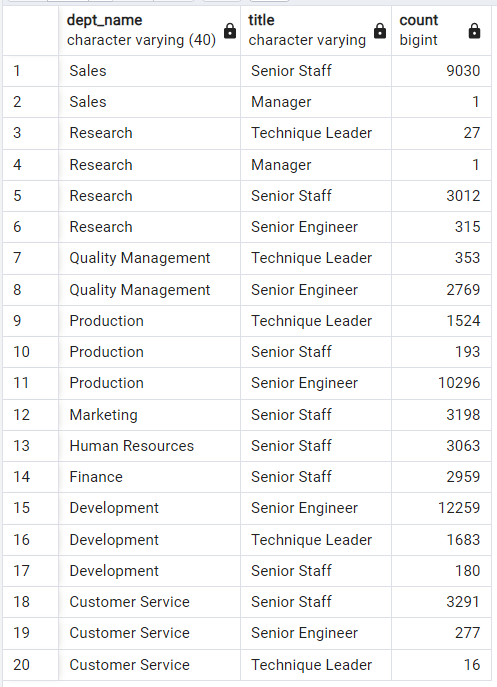 dept_name title count
character varying (40) character varying bigint
1 Sales Senior Staff 9030
2 Sales Manager 1
3 Research Technique Leader 27
4 Research Manager 1
5 Research Senior Staff 3012
6 Research Senior Engineer 315
7 Quality Management Technique Leader 353
8 Quality Management Senior Engineer 2769
9 Production Technique Leader 1524
10 Production Senior Staff 193
11 Production Senior Engineer 10296
12 Marketing Senior Staff 3198
13 Human Resources Senior Staff 3063
14 Finance Senior Staff 2959
15 Development Senior Engineer 12259
16 Development Technique Leader 1683
17 Development Senior Staff 180
18 Customer Service Senior Staff 3291
19 Customer Service Senior Engineer 277
20 Customer Service Technique Leader 16